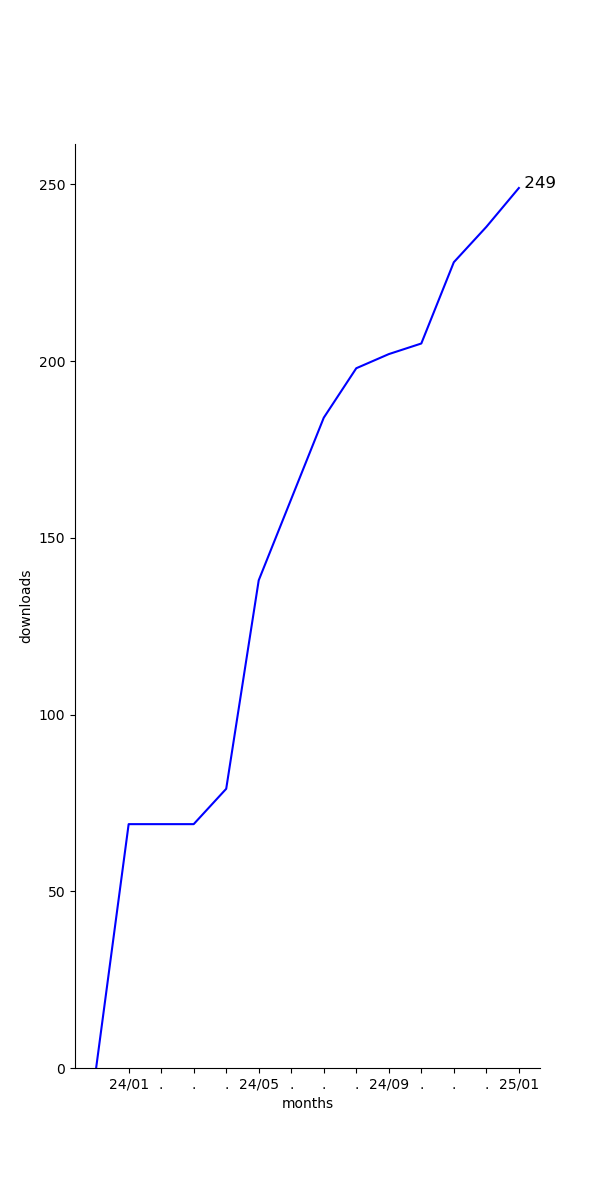 249
250
200
150
100
50
0
downloads
24/01 . . . 24/05 . . . 24/09 . . . 25/01
months